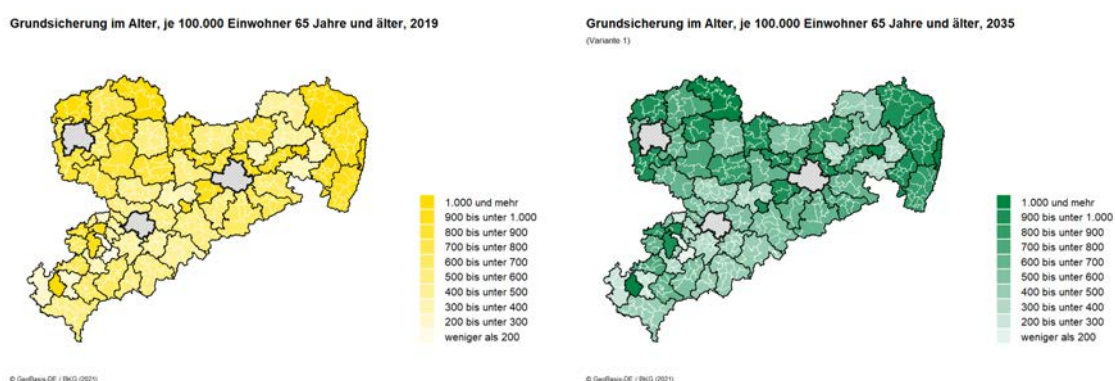 Grundsicherung im Alter, je 100.000 Einwohner 65 Jahre und älter, 2019
1.000 und mehr
900 bis unter 1.000
800 bis unter 900
700 bis unter 800
600 bis unter 700
500 bis unter 600
400 bis unter 500
300 bis unter 400
200 bis unter 300
weniger als 200
© GeoBasis-DE / BKG (2021)
Grundsicherung im Alter, je 100.000 Einwohner 65 Jahre und älter, 2035
(Variante 1)
1.000 und mehr
900 bis unter 1.000
800 bis unter 900
700 bis unter 800
600 bis unter 700
500 bis unter 600
400 bis unter 500
300 bis unter 400
200 bis unter 300
weniger als 200
© GeoBasis-DE / BKG (2021)